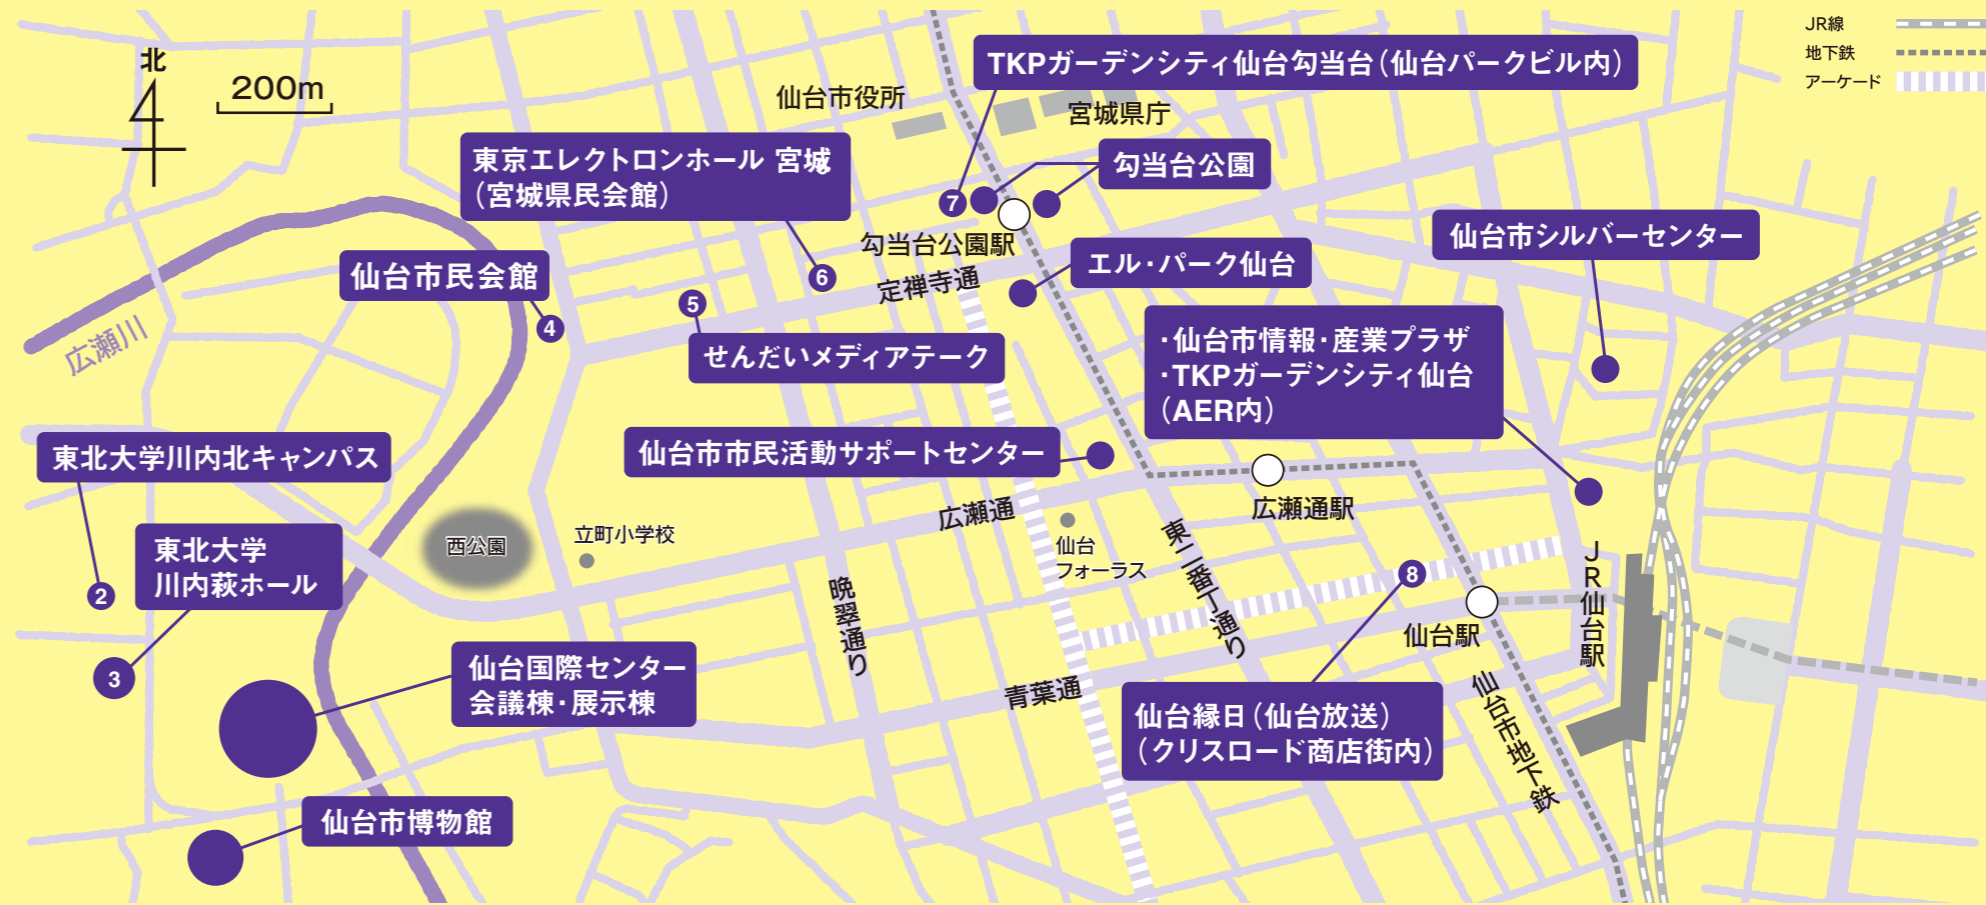 JR線
地下鉄
アーケード
北
200m
TKPガーデンシティ仙台勾当台(仙台パークビル内)
仙台市役所
宮城県庁
東京エレクトロンホール 宮城
(宮城県民会館)
勾当台公園
7
勾当台公園駅
仙台市シルバーセンター
仙台市民会館
4
6
5
定禅寺通
エル・パーク仙台
広瀬川
せんだいメディアテーク
・仙台市情報・産業プラザ
・TKPガーデンシティ仙台
(AER内)
東北大学川内北キャンパス
2
仙台市市民活動サポートセンター
広瀬通
広瀬通駅
東北大学
川内萩ホール
3
西公園
立町小学校
仙台
フォーラス
東二番丁通り
晩翠通り
8
JR仙台駅
仙台駅
仙台国際センター
会議棟・展示棟
青葉通
仙台縁日(仙台放送)
(クリスロード商店街内)
仙台市地下鉄
仙台市博物館